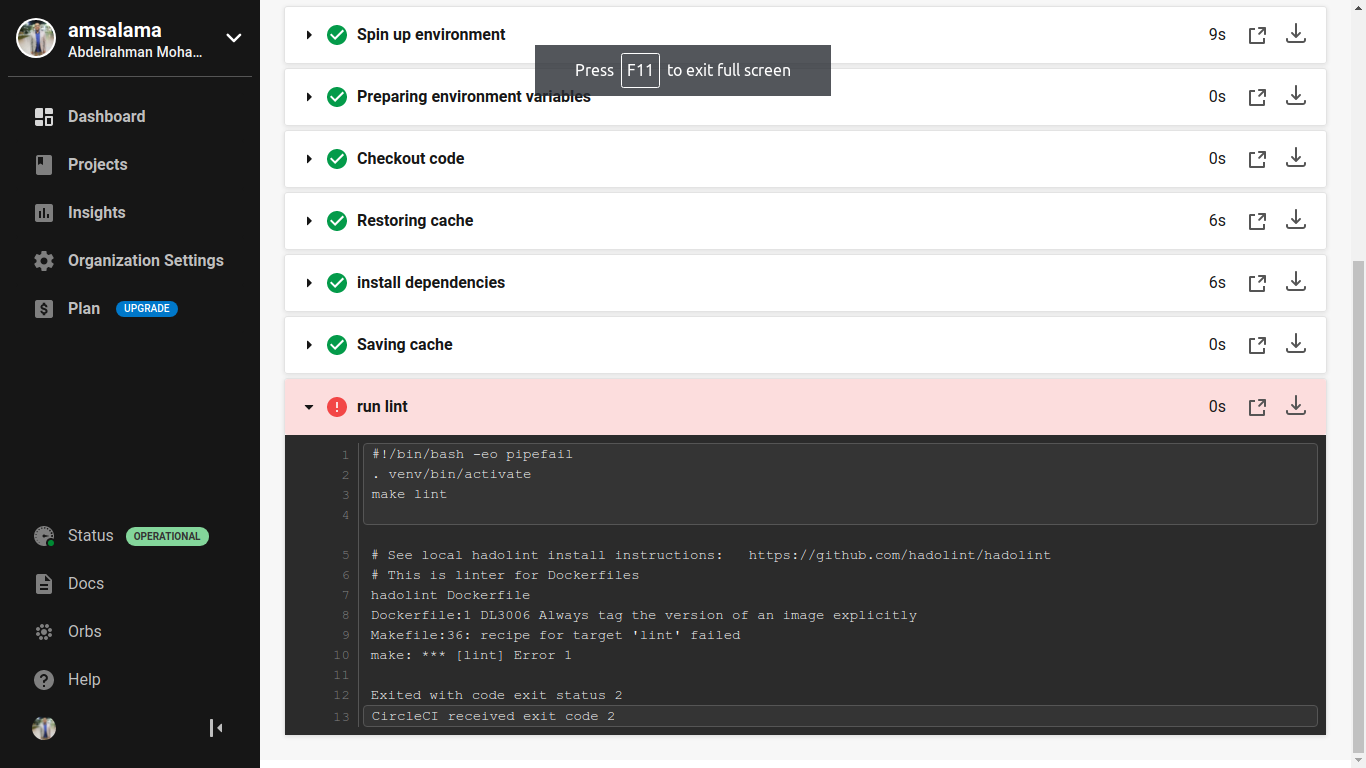 amsalama
Abdelrahman Moha...
Dashboard
Projects
Insights
Organization Settings
Plan UPGRADE
Status OPERATIONAL
Docs
Orbs
Help
Spin up environment 9s
Press F11 to exit full screen
Preparing environment variables 0s
Checkout code 0s
Restoring cache 6s
install dependencies 6s
Saving cache 0s
run lint 0s
1 #!/bin/bash -eo pipefail
2 . venv/bin/activate
3 make lint
4
5 # See local hadolint install instructions:   https://github.com/hadolint/hadolint
6 # This is linter for Dockerfiles
7 hadolint Dockerfile
8 Dockerfile:1 DL3006 Always tag the version of an image explicitly
9 Makefile:36: recipe for target 'lint' failed
10 make: *** [lint] Error 1
11
12 Exited with code exit status 2
13 CircleCI received exit code 2